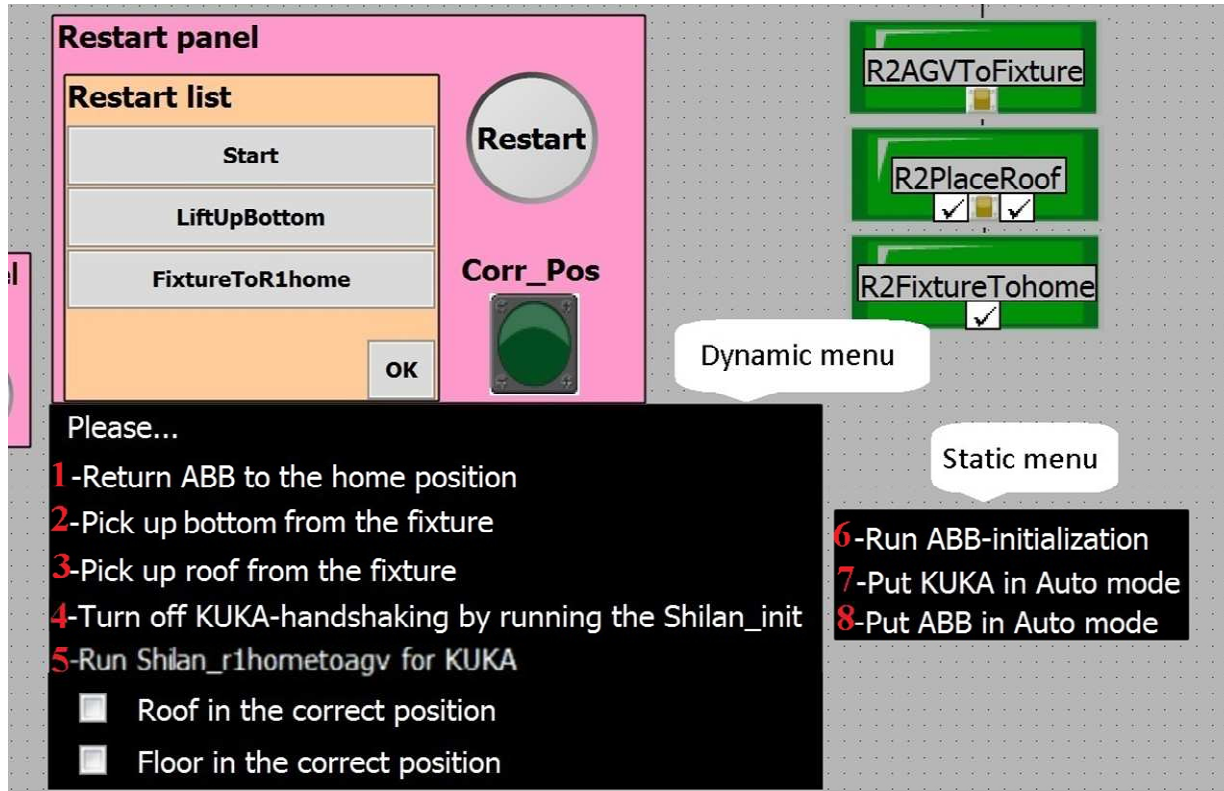 Restart panel
Restart list
Start
LiftUpBottom
FixtureToR1home
OK
Restart
Corr_Pos
R2AGVToFixture
R2PlaceRoof
R2FixtureTohome
Dynamic menu
Please...
1-Return ABB to the home position
2-Pick up bottom from the fixture
3-Pick up roof from the fixture
4-Turn off KUKA-handshaking by running the Shilan_init
5-Run Shilan_r1hometoagv for KUKA
Roof in the correct position
Floor in the correct position
Static menu
6-Run ABB-initialization
7-Put KUKA in Auto mode
8-Put ABB in Auto mode